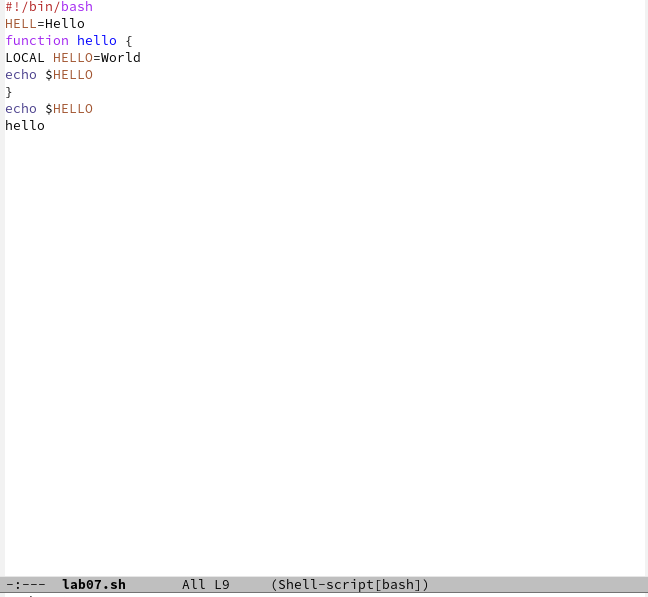 #!/bin/bash
HELL=Hello
function hello {
LOCAL HELLO=World
echo $HELLO
}
echo $HELLO
hello
-:--- lab07.sh All L9 (Shell-script[bash])